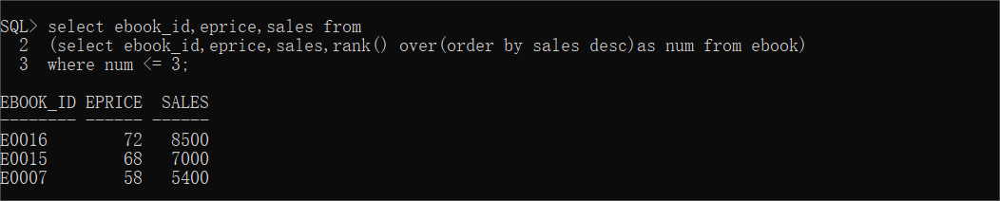 SQL> select ebook_id,eprice,sales from
  2  (select ebook_id,eprice,sales,rank() over(order by sales desc)as num from ebook)
  3  where num <= 3;
EBOOK_ID EPRICE  SALES
-------- ------ ------
E0016        72   8500
E0015        68   7000
E0007        58   5400